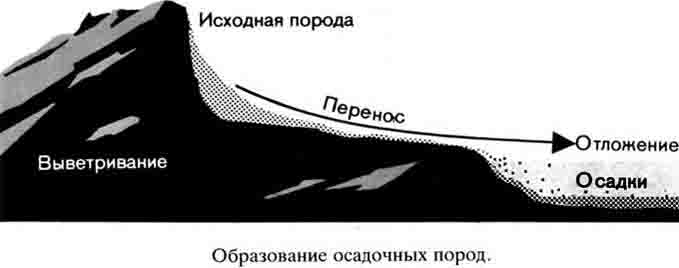 Исходная порода
Перенос
Отложение
Выветривание
Осадки
Образование осадочных пород.